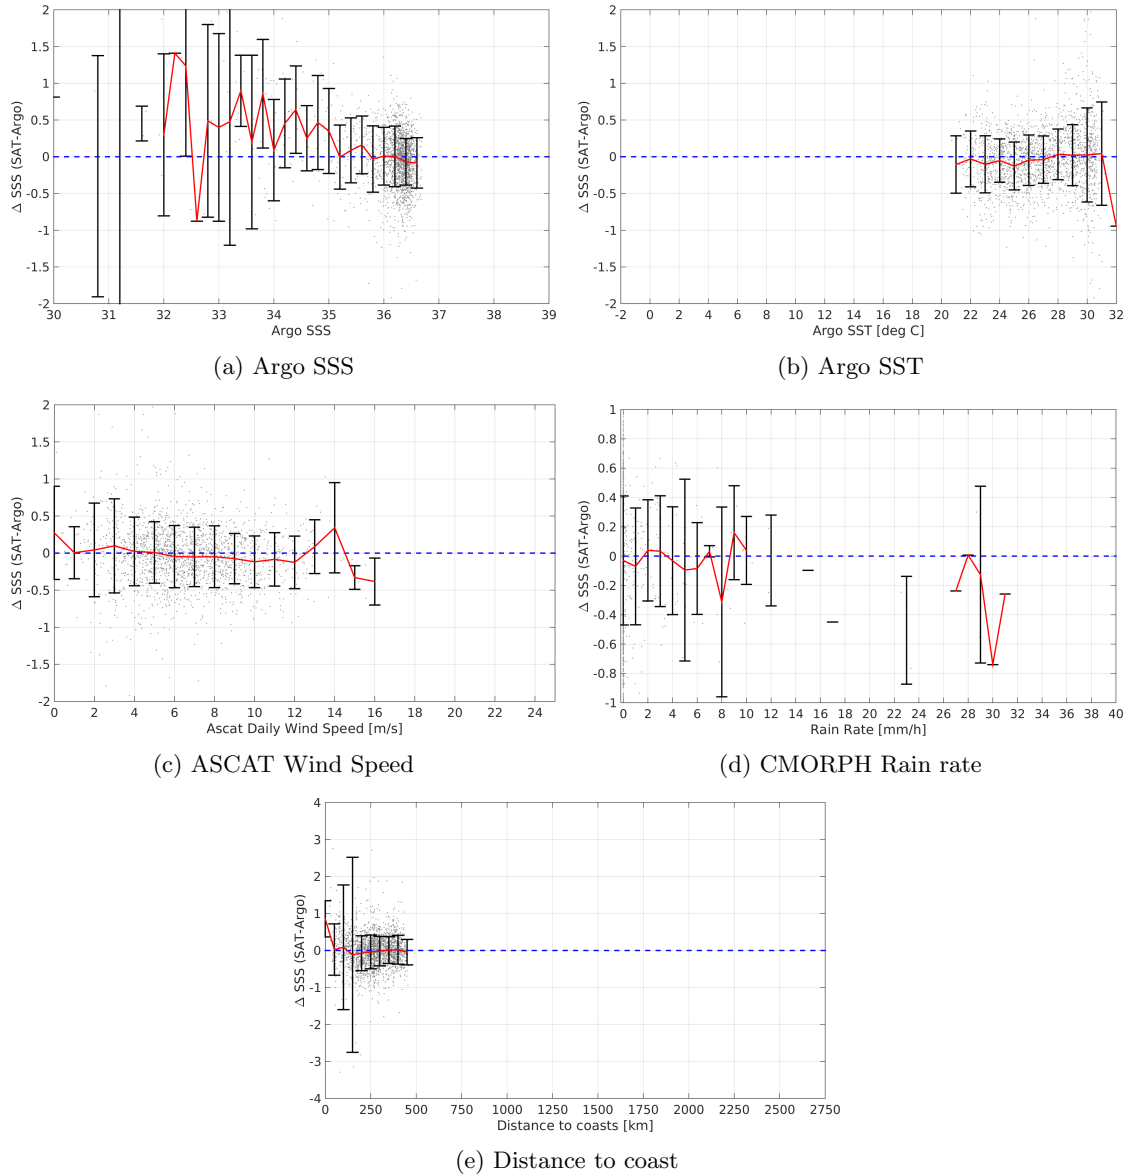 2
1.5
1
0.5
0
-0.5
-1
-1.5
-2
Δ SSS (SAT-Argo)
30 31 32 33 34 35 36 37 38 39
Argo SSS
(a) Argo SSS
2
1.5
1
0.5
0
-0.5
-1
-1.5
-2
Δ SSS (SAT-Argo)
-2 0 2 4 6 8 10 12 14 16 18 20 22 24 26 28 30 32
Argo SST [deg C]
(b) Argo SST
2
1.5
1
0.5
0
-0.5
-1
-1.5
-2
Δ SSS (SAT-Argo)
0 2 4 6 8 10 12 14 16 18 20 22 24
Ascat Daily Wind Speed [m/s]
(c) ASCAT Wind Speed
1
0.8
0.6
0.4
0.2
0
-0.2
-0.4
-0.6
-0.8
-1
Δ SSS (SAT-Argo)
0 2 4 6 8 10 12 14 16 18 20 22 24 26 28 30 32 34 36 38 40
Rain Rate [mm/h]
(d) CMORPH Rain rate
4
3
2
1
0
-1
-2
-3
-4
Δ SSS (SAT-Argo)
0 250 500 750 1000 1250 1500 1750 2000 2250 2500 2750
Distance to coasts [km]
(e) Distance to coast